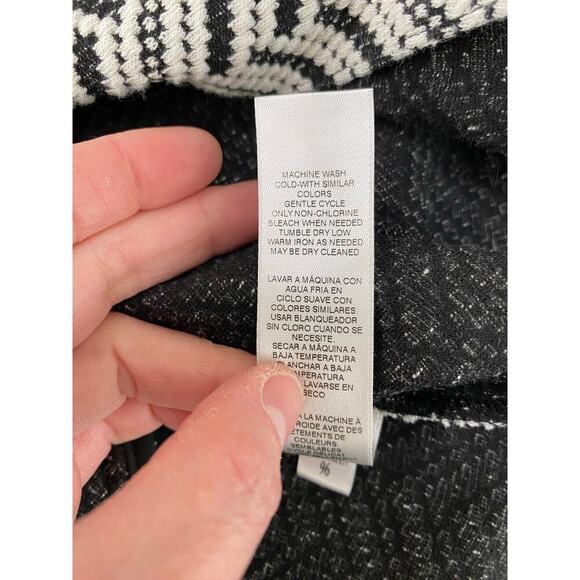 MACHINE WASH
COLD-WITH SIMILAR
COLORS
GENTLE CYCLE
ONLY NON-CHLORINE
BLEACH WHEN NEEDED
TUMBLE DRY LOW
WARM IRON AS NEEDED
MAY BE DRY CLEANED
LAVAR A MÁQUINA CON
AGUA FRIA EN
CICLO SUAVE CON
COLORES SIMILARES.
USAR BLANQUEADOR
SIN CLORO CUANDO SE
NECESITE.
SECAR A MÁQUINA A
BAJA TEMPERATURA
PLANCHAR A BAJA
LAVARSE EN
SECO
A LA MACHINE À
AVEC DES
DE
COULEURS
SEMBLABLES
%